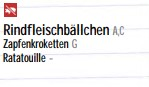 Rindfleischbällchen A,C
Zapfenkroketten G
Ratatouille -